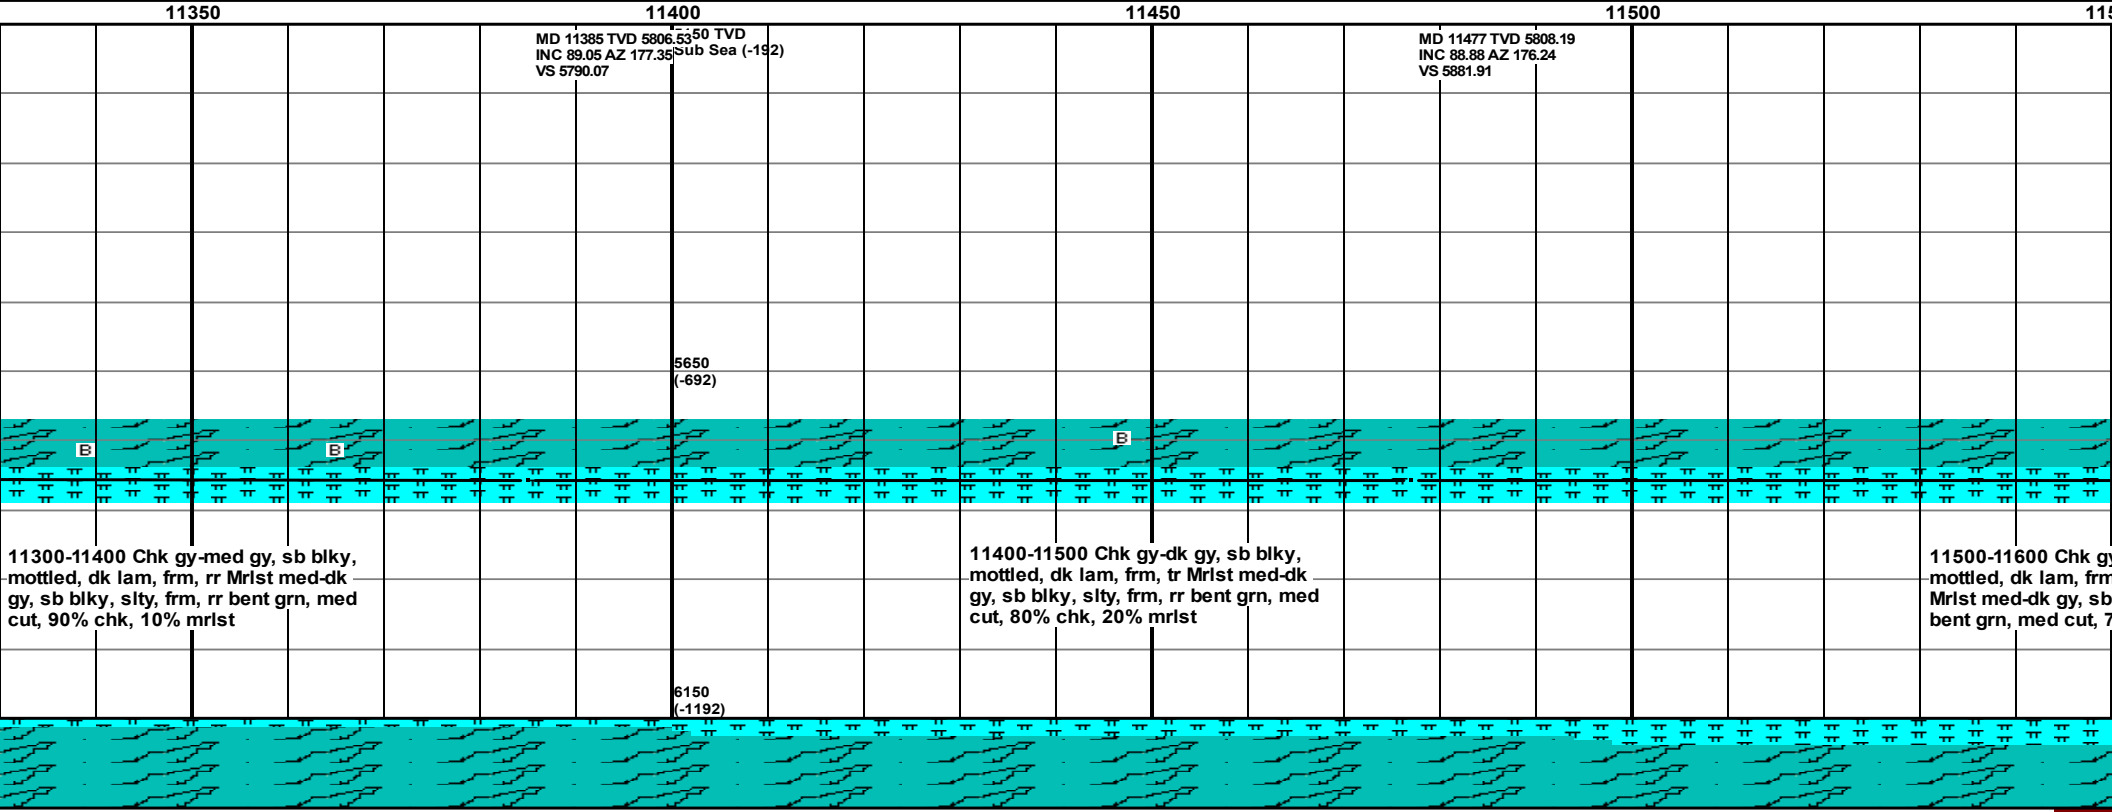 11350
11400
11450
11500
MD 11385 TVD 5806.53
INC 89.05 AZ 177.35
VS 5790.07
TVD
Sub Sea (-192)
MD 11477 TVD 5808.19
INC 88.88 AZ 176.24
VS 5881.91
5650
(-692)
B
B
B
11300-11400 Chk gy-med gy, sb blky,
mottled, dk lam, frm, rr Mrlst med-dk
gy, sb blky, slty, frm, rr bent grn, med
cut, 90% chk, 10% mrlst
11400-11500 Chk gy-dk gy, sb blky,
mottled, dk lam, frm, tr Mrlst med-dk
gy, sb blky, slty, frm, rr bent grn, med
cut, 80% chk, 20% mrlst
11500-11600 Chk gy
mottled, dk lam, frm
Mrlst med-dk gy, sb
bent grn, med cut, 7
6150
(-1192)